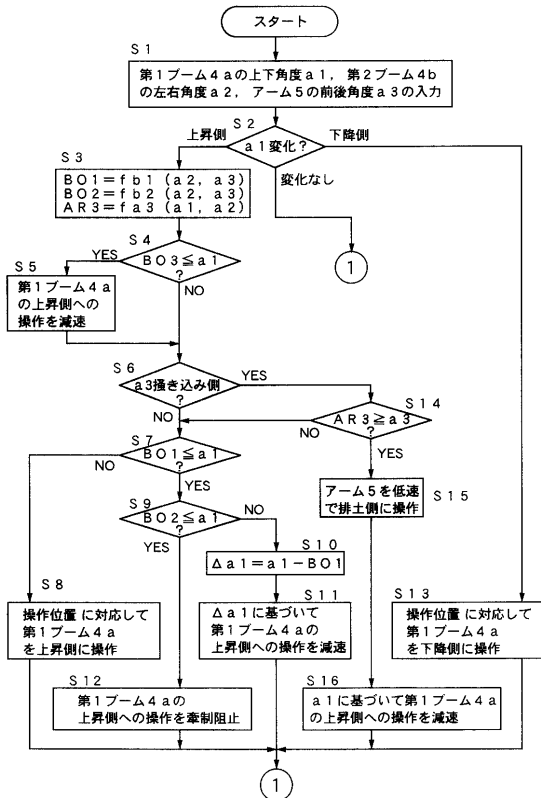 スタート
S1
第1ブーム4aの上下角度a1，第2ブーム4b
の左右角度a2，アーム5の前後角度a3の入力
S2
上昇側
a1変化？
下降側
変化なし
S3
BO1＝fb1（a2，a3）
BO2＝fb2（a2，a3）
AR3＝fa3（a1，a2）
1
S4
YES
BO3≦a1
？
NO
S5
第1ブーム4a
の上昇側への
操作を減速
S6
a3掻き込み側
？
YES
NO
S14
AR3≧a3
？
NO
YES
S7
BO1≦a1
？
NO
YES
S15
アーム5を低速
で排土側に操作
S9
BO2≦a1
？
NO
YES
S10
Δa1＝a1－BO1
S8
操作位置に対応して
第1ブーム4a
を上昇側に操作
S11
Δa1に基づいて
第1ブーム4aの
上昇側への操作を減速
S13
操作位置に対応して
第1ブーム4a
を下降側に操作
S12
第1ブーム4aの
上昇側への操作を牽制阻止
S16
a1に基づいて第1ブーム4a
の上昇側への操作を減速
1